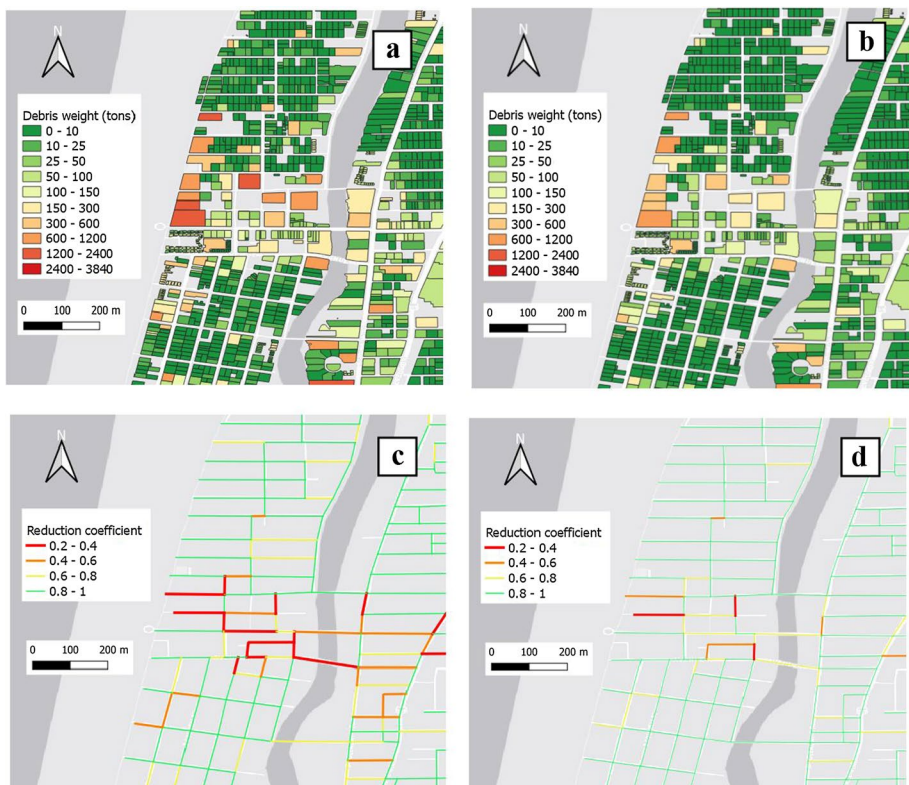 N
a
Debris weight (tons)
0 - 10
10 - 25
25 - 50
50 - 100
100 - 150
150 - 300
300 - 600
600 - 1200
1200 - 2400
2400 - 3840
0 100 200 m
N
b
Debris weight (tons)
0 - 10
10 - 25
25 - 50
50 - 100
100 - 150
150 - 300
300 - 600
600 - 1200
1200 - 2400
2400 - 3840
0 100 200 m
N
c
Reduction coefficient
0.2 - 0.4
0.4 - 0.6
0.6 - 0.8
0.8 - 1
0 100 200 m
N
d
Reduction coefficient
0.2 - 0.4
0.4 - 0.6
0.6 - 0.8
0.8 - 1
0 100 200 m